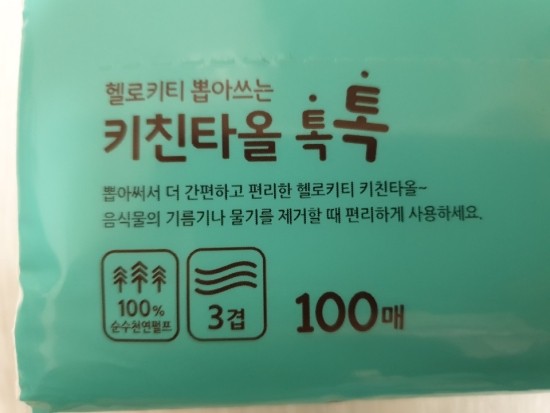 헬로키티 뽑아쓰는
키친타올 톡톡
뽑아써서 더 간편하고 편리한 헬로키티 키친타올~
음식물의 기름기나 물기를 제거할 때 편리하게 사용하세요.
100%
순수천연펄프
3겹
100매